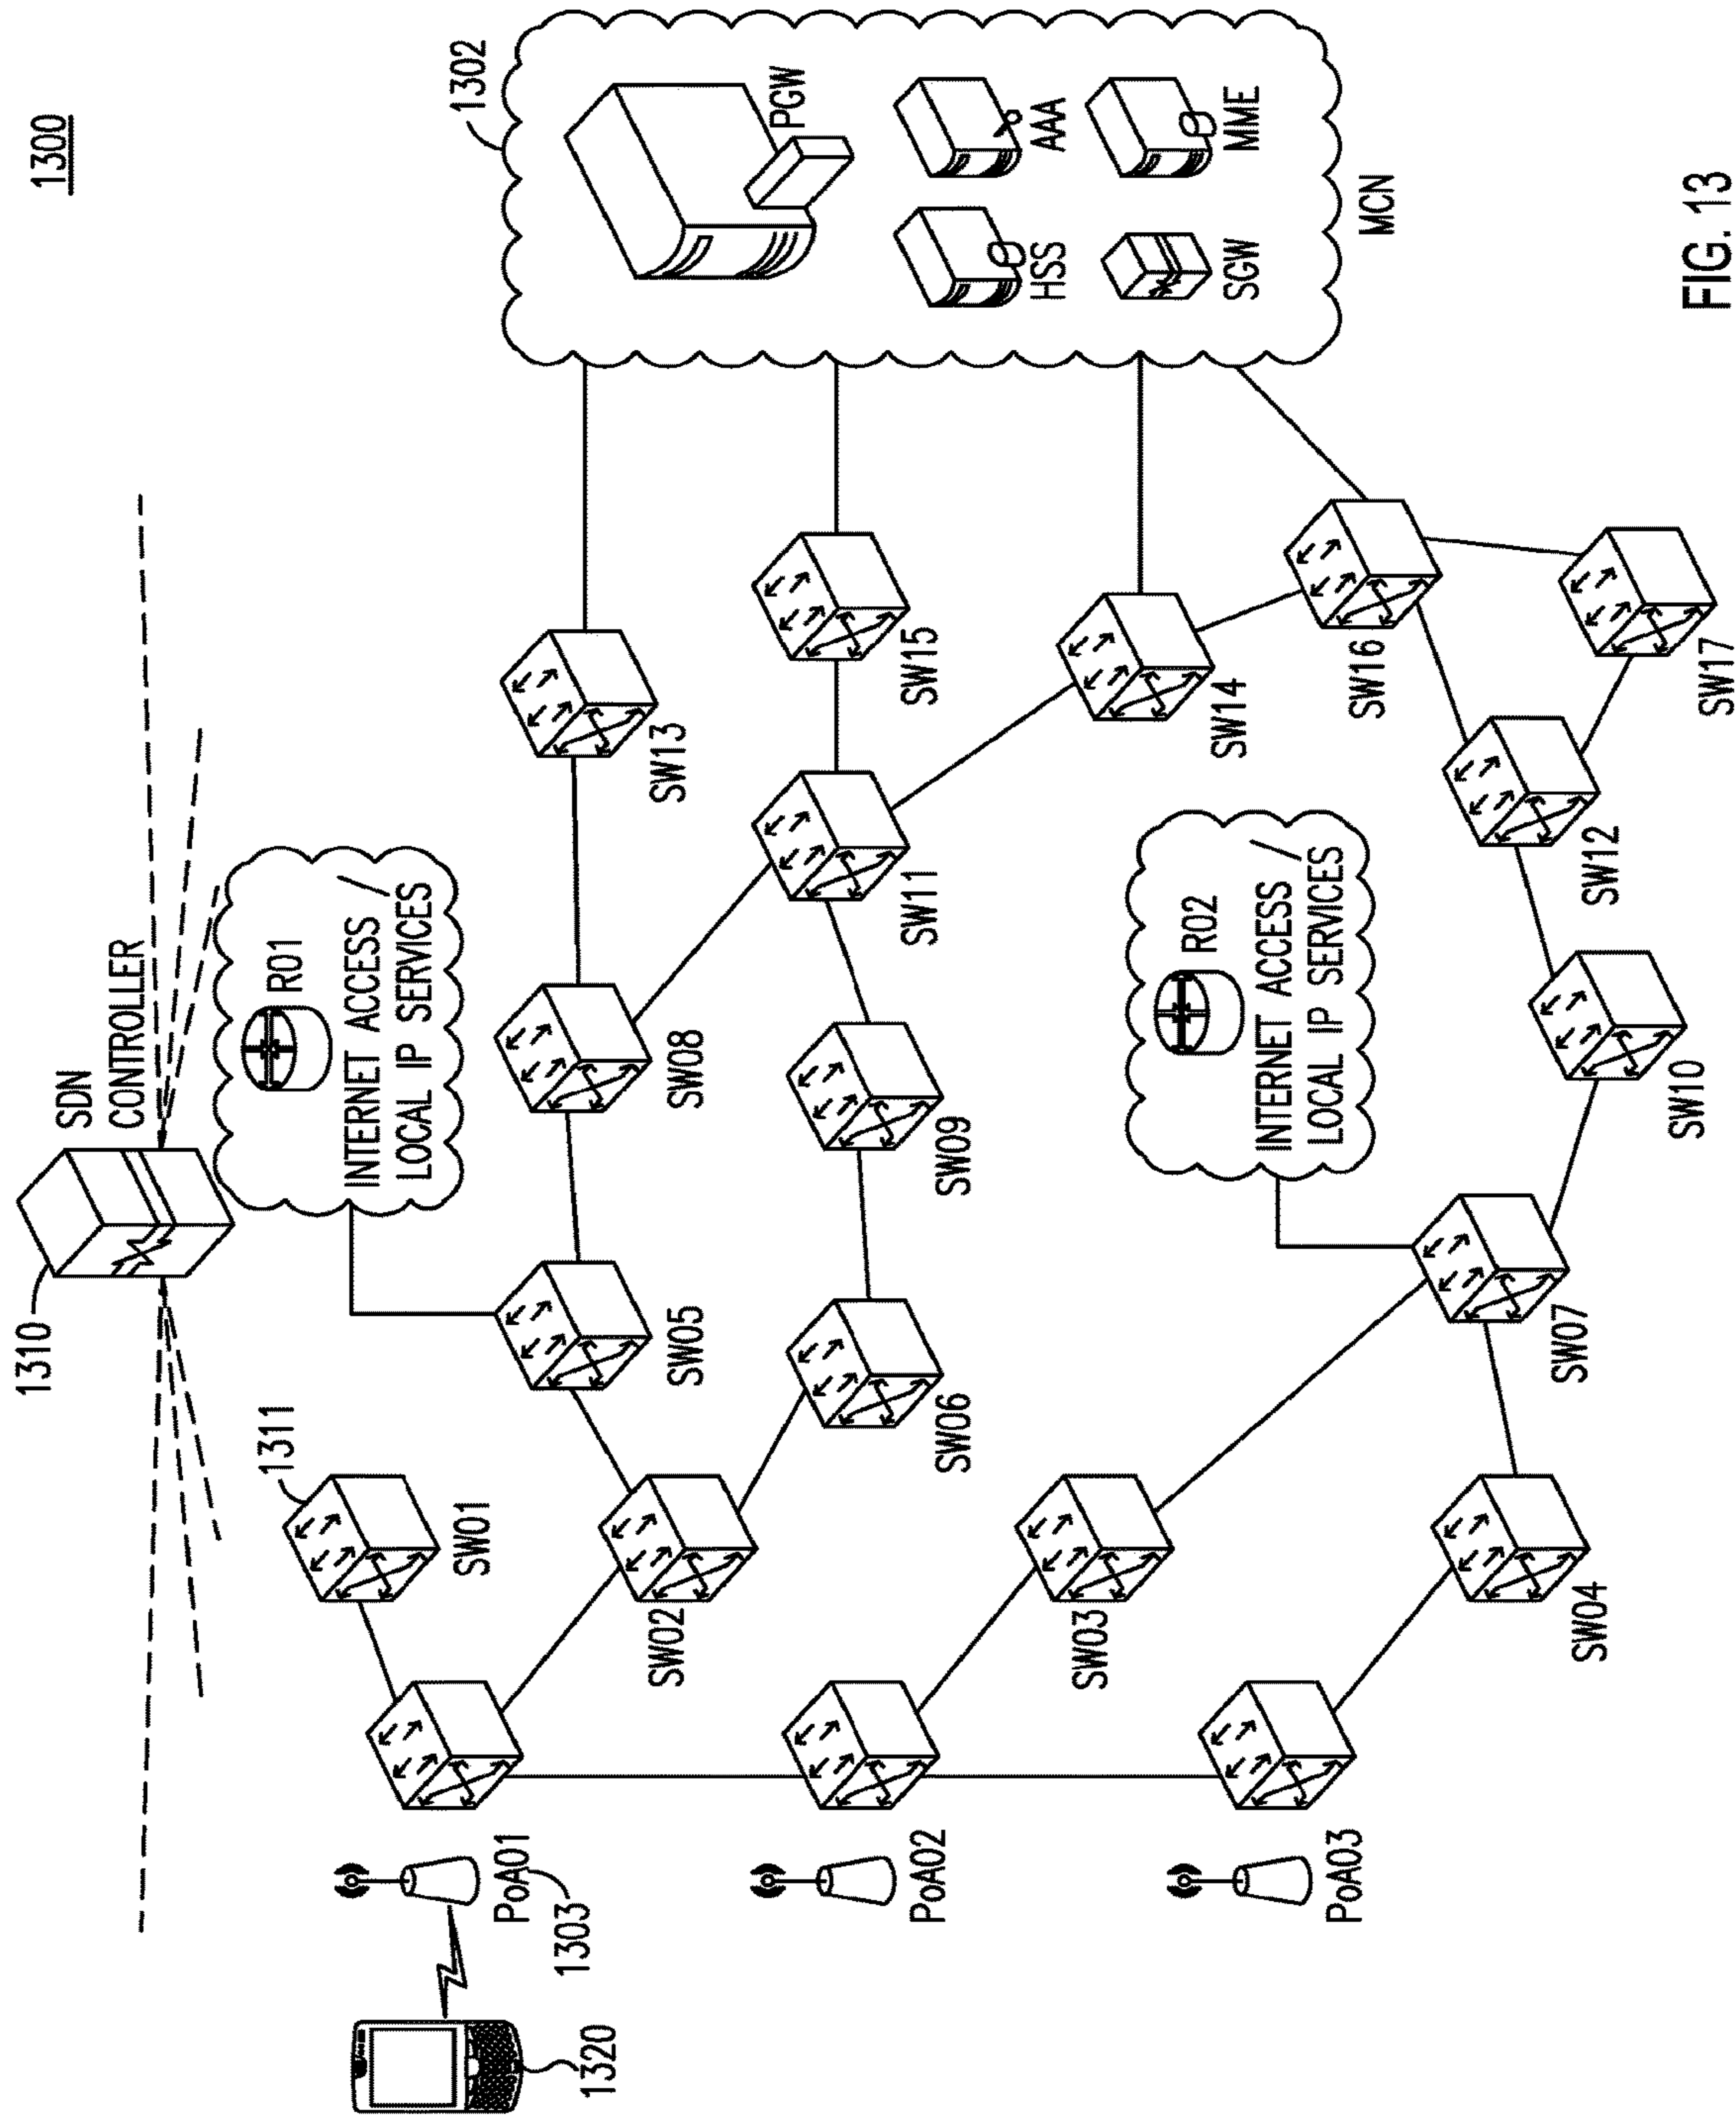 1300
1310
SDN
CONTROLLER
R01
INTERNET ACCESS /
LOCAL IP SERVICES
1302
PGW
HSS
AAA
SGW
MME
MCN
1311
SW01
SW05
SW08
SW13
SW02
SW06
SW09
SW11
SW15
SW14
SW03
R02
INTERNET ACCESS /
LOCAL IP SERVICES
SW16
SW04
SW07
SW10
SW12
SW17
PoA01
1303
1320
PoA02
PoA03
FIG. 13